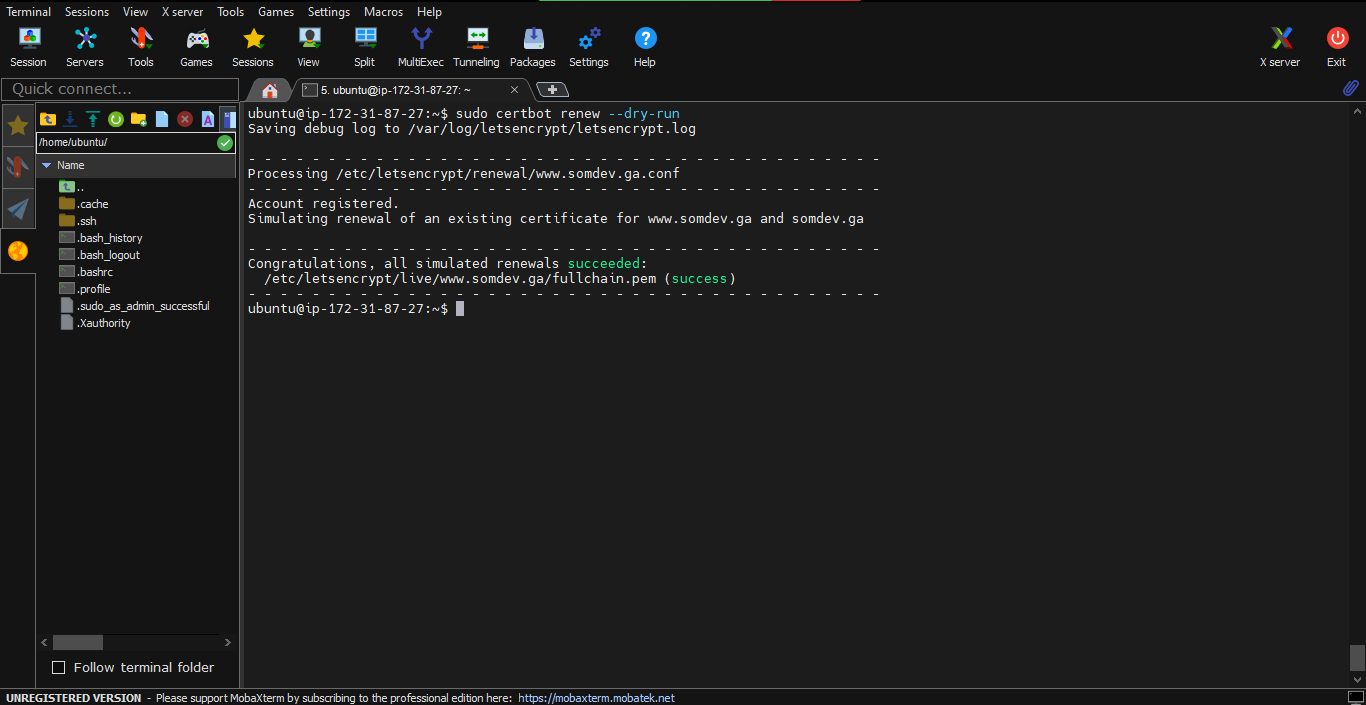 Terminal Sessions View X server Tools Games Settings Macros Help
Session Servers Tools Games Sessions View Split MultiExec Tunneling Packages Settings Help X server Exit
Quick connect...
5. ubuntu@ip-172-31-87-27: ~
/home/ubuntu/
Name
..
.cache
.ssh
.bash_history
.bash_logout
.bashrc
.profile
.sudo_as_admin_successful
.Xauthority
Follow terminal folder
ubuntu@ip-172-31-87-27:~$ sudo certbot renew --dry-run
Saving debug log to /var/log/letsencrypt/letsencrypt.log
- - - - - - - - - - - - - - - - - - - - - - - - - - - - - - - - - - - - - - - -
Processing /etc/letsencrypt/renewal/www.somdev.ga.conf
- - - - - - - - - - - - - - - - - - - - - - - - - - - - - - - - - - - - - - - -
Account registered.
Simulating renewal of an existing certificate for www.somdev.ga and somdev.ga
- - - - - - - - - - - - - - - - - - - - - - - - - - - - - - - - - - - - - - - -
Congratulations, all simulated renewals succeeded:
/etc/letsencrypt/live/www.somdev.ga/fullchain.pem (success)
- - - - - - - - - - - - - - - - - - - - - - - - - - - - - - - - - - - - - - - -
ubuntu@ip-172-31-87-27:~$
UNREGISTERED VERSION - Please support MobaXterm by subscribing to the professional edition here: https://mobaxterm.mobatek.net